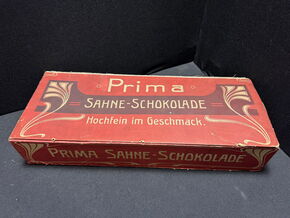 Prima
SAHNE-SCHOKOLADE
Hochfein im Geschmack.
PRIMA SAHNE-SCHOKOLADE